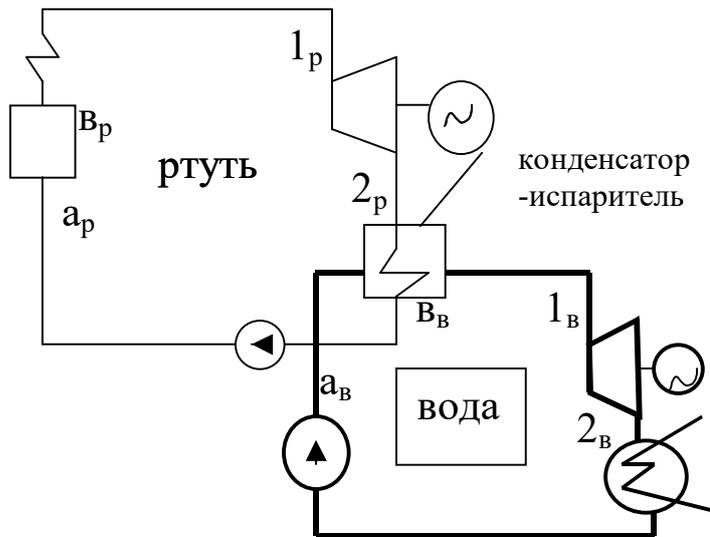 1р
вр
ртуть
конденсатор
-испаритель
2р
ар
вв
1в
ав
вода
2в